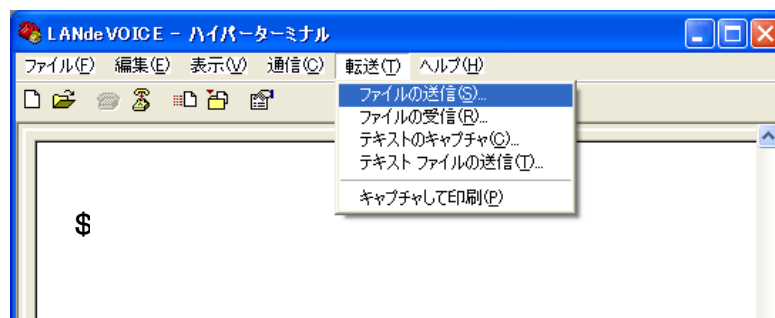 LANdeVOICE - ハイパーターミナル
ファイル(F) 編集(E) 表示(V) 通信(C) 転送(T) ヘルプ(H)
ファイルの送信(S)...
ファイルの受信(R)...
テキストのキャプチャ(C)...
テキスト ファイルの送信(T)...
キャプチャして印刷(P)
$